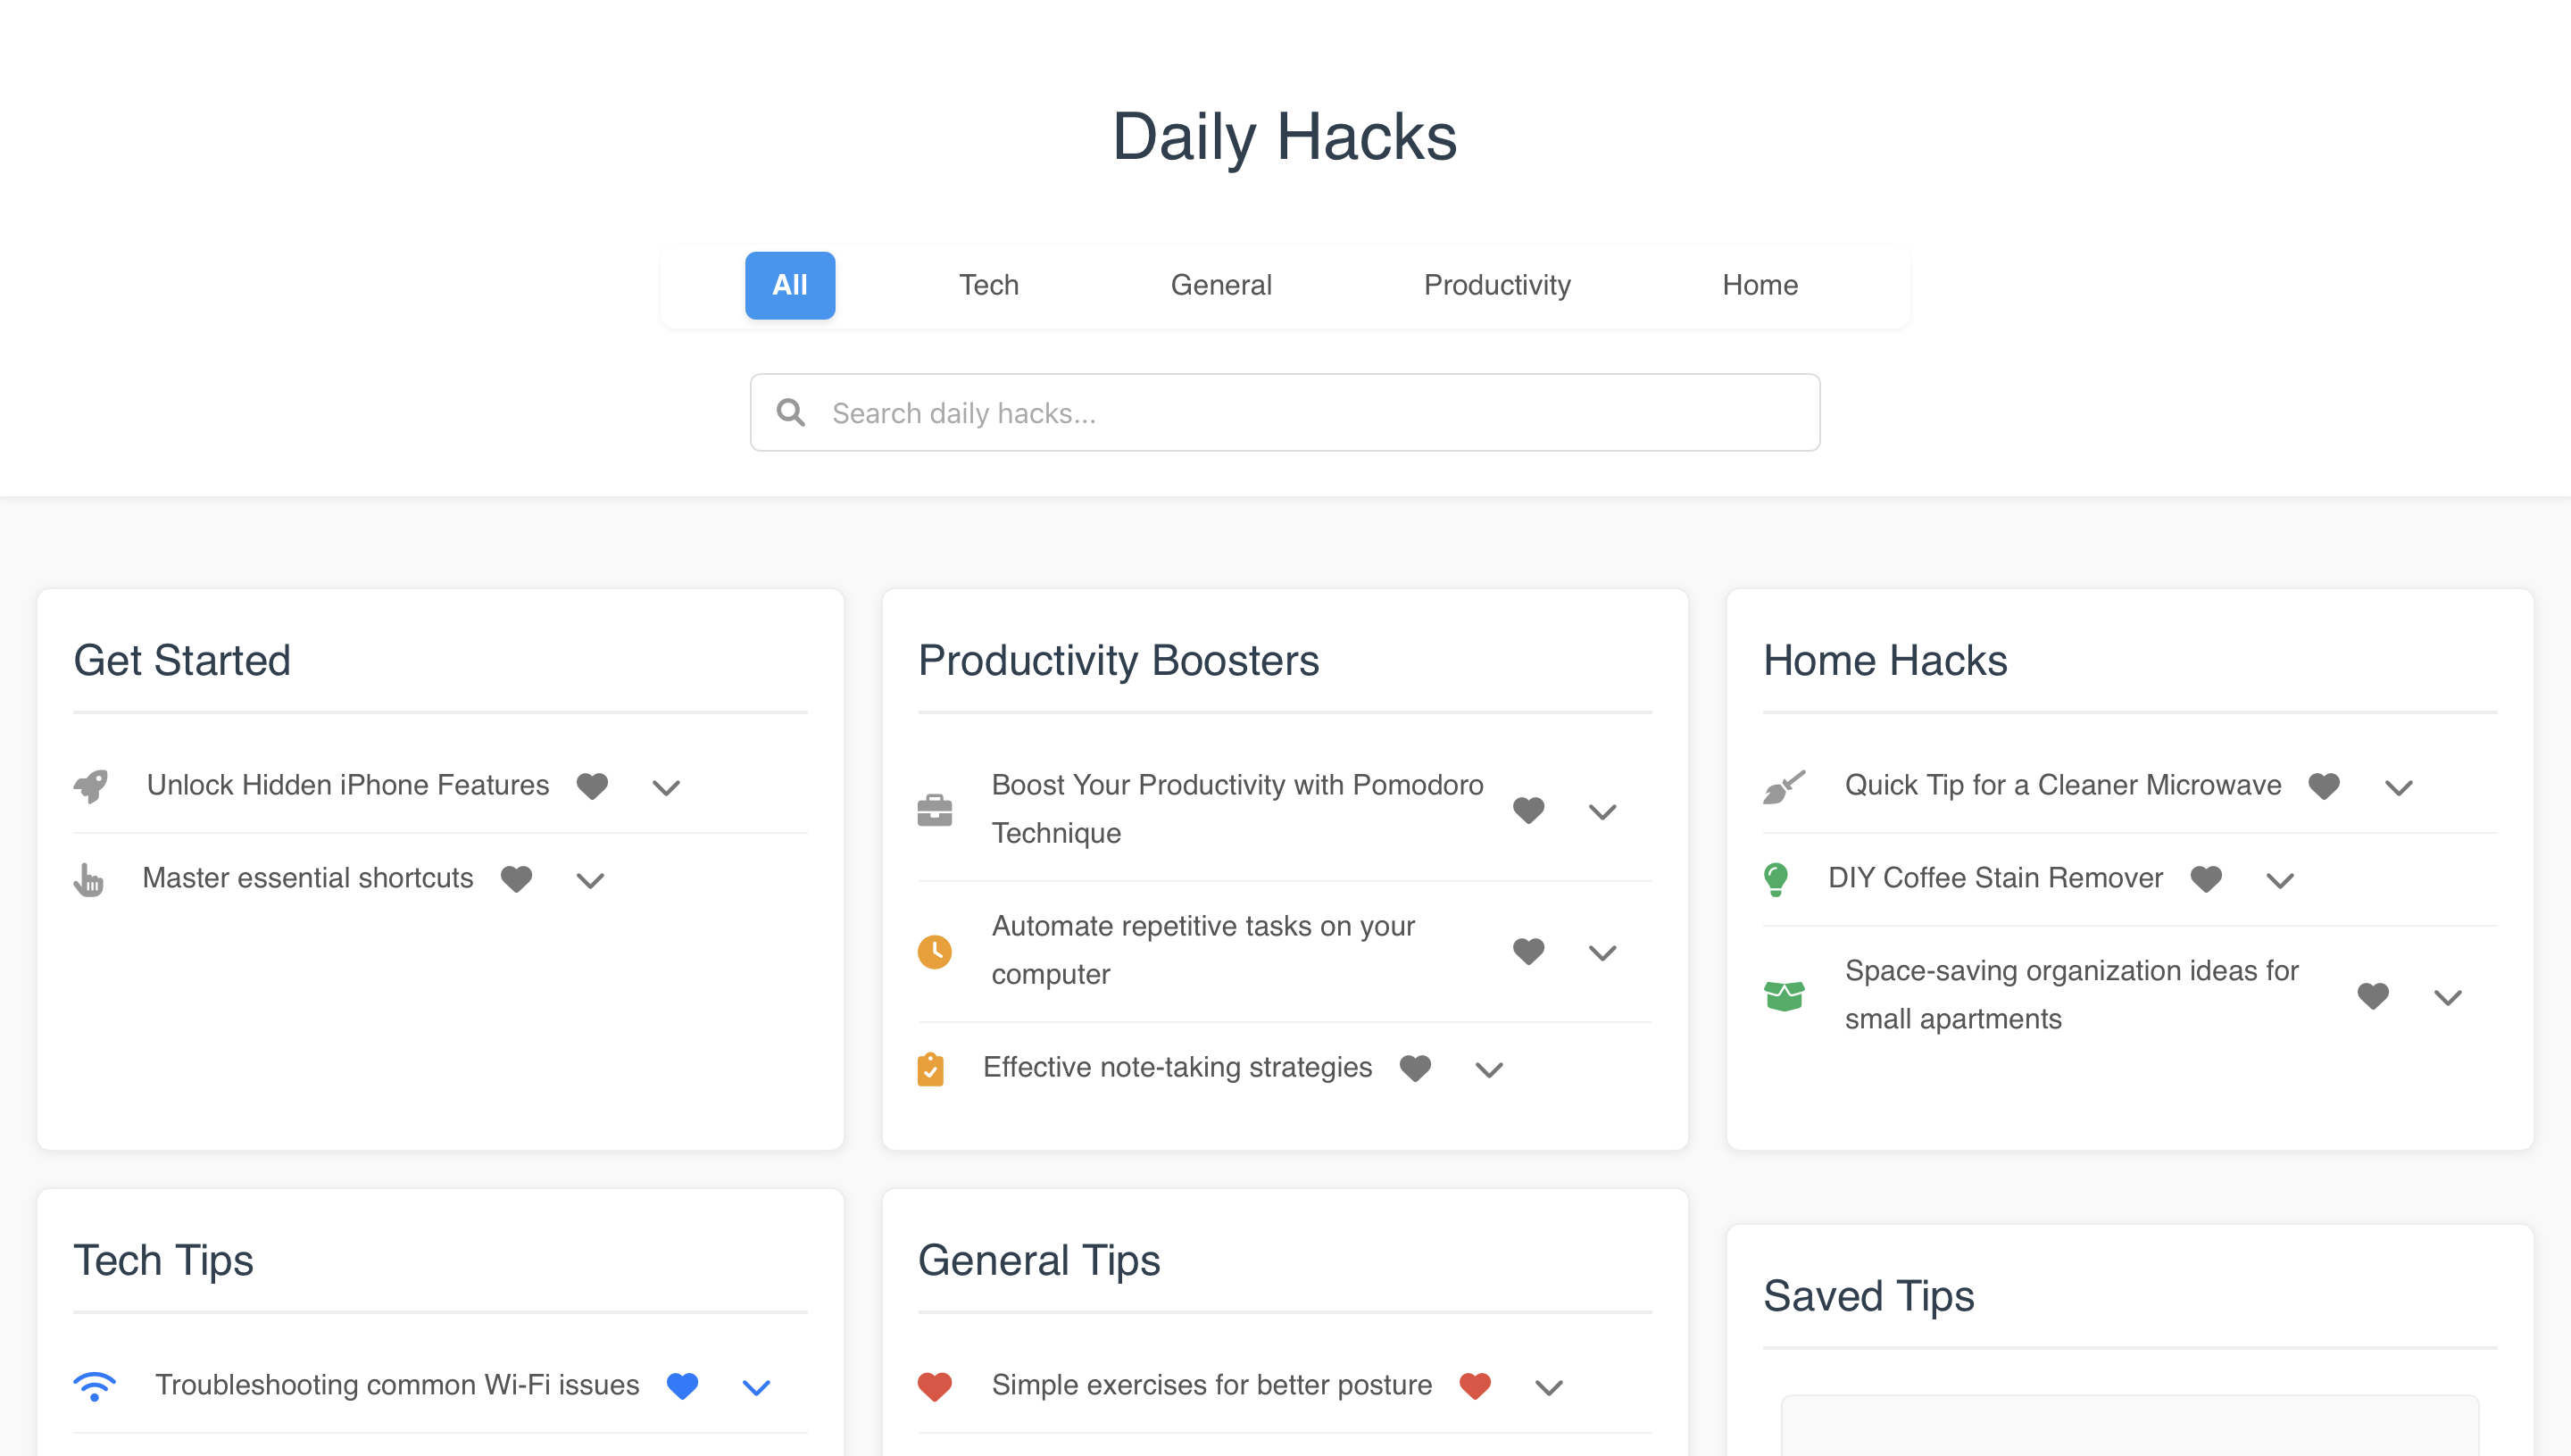 Daily Hacks
All
Tech
General
Productivity
Home
Search daily hacks...
Get Started
Unlock Hidden iPhone Features
Master essential shortcuts
Productivity Boosters
Boost Your Productivity with Pomodoro
Technique
Automate repetitive tasks on your
computer
Effective note-taking strategies
Home Hacks
Quick Tip for a Cleaner Microwave
DIY Coffee Stain Remover
Space-saving organization ideas for
small apartments
Tech Tips
Troubleshooting common Wi-Fi issues
General Tips
Simple exercises for better posture
Saved Tips